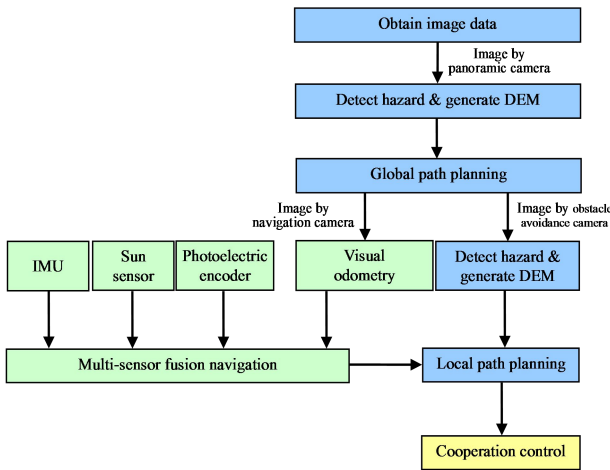 Obtain image data
Image by
panoramic camera
Detect hazard & generate DEM
Global path planning
Image by
navigation camera
Image by obstacle
avoidance camera
IMU
Sun
sensor
Photoelectric
encoder
Visual
odometry
Detect hazard &
generate DEM
Multi-sensor fusion navigation
Local path planning
Cooperation control